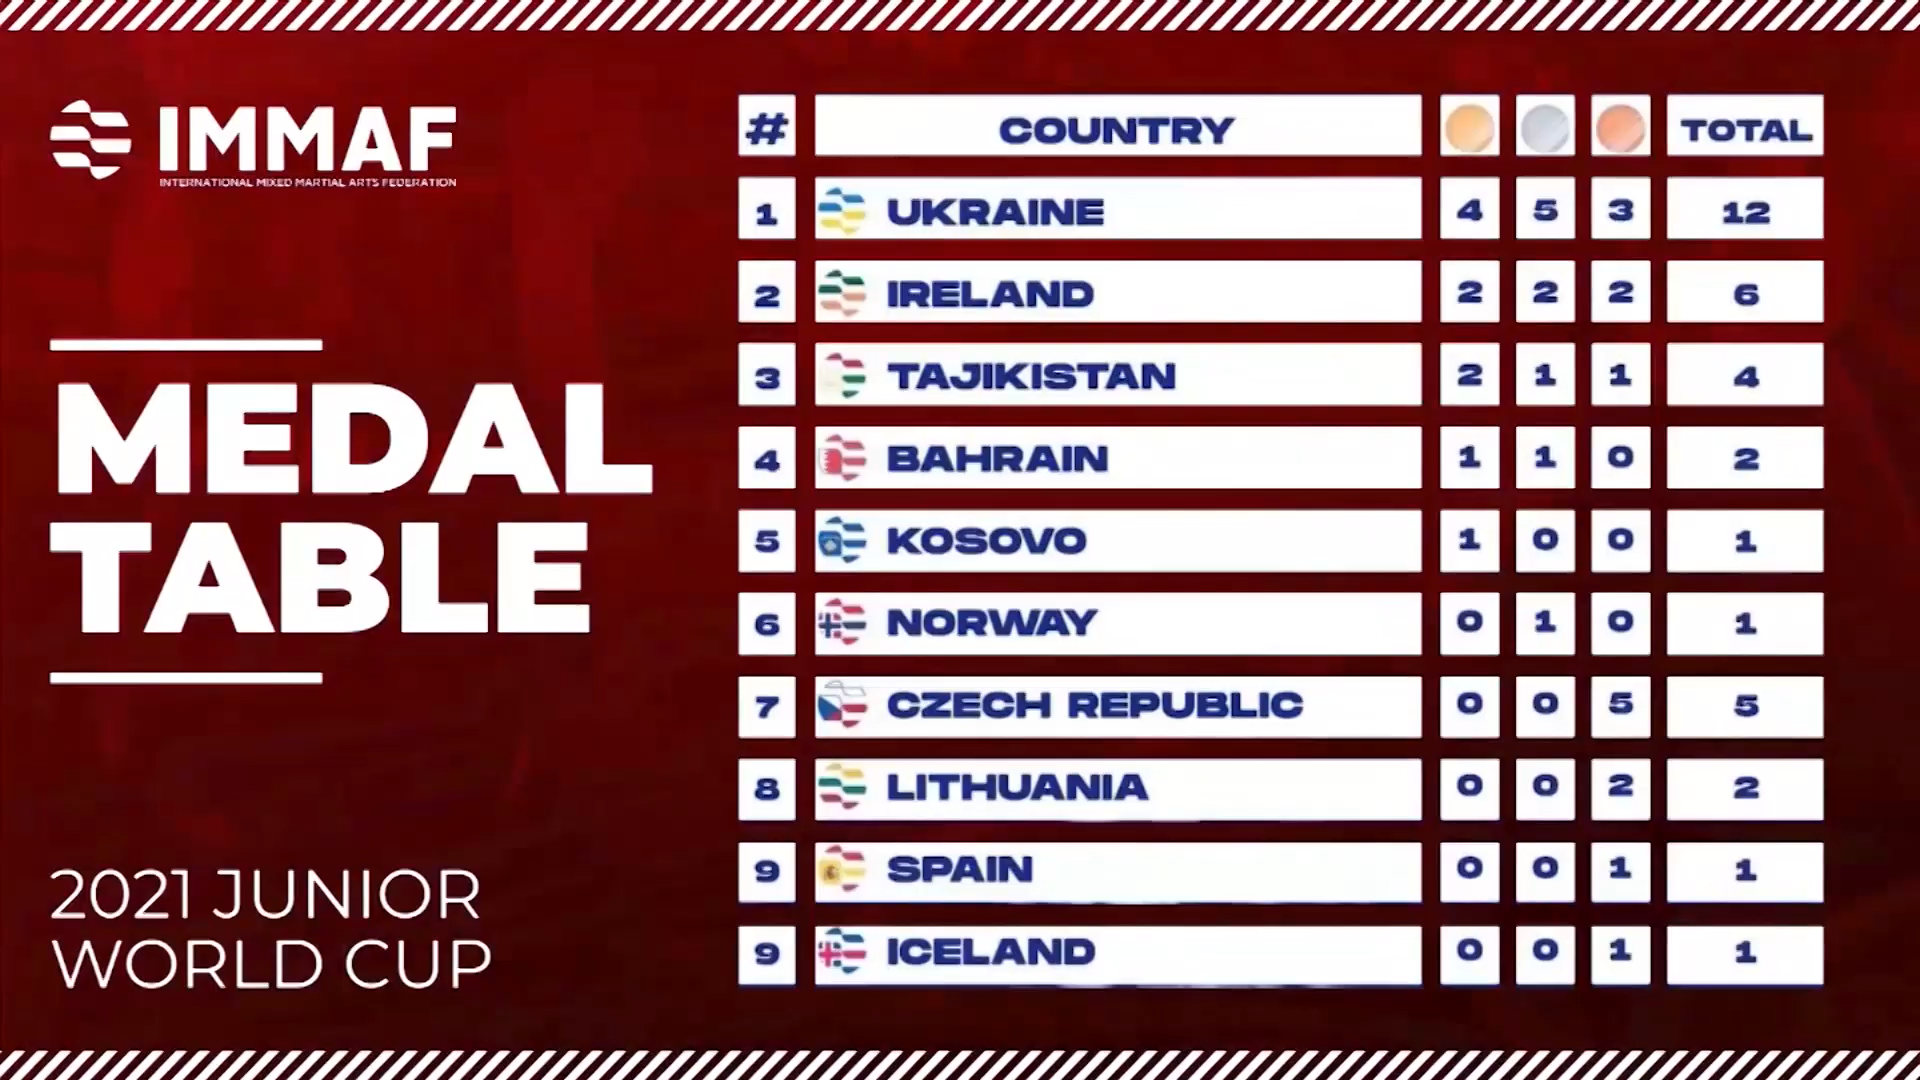 IMMAF
INTERNATIONAL MIXED MARTIAL ARTS FEDERATION
MEDAL
TABLE
2021 JUNIOR
WORLD CUP
# COUNTRY TOTAL
1 UKRAINE 4 5 3 12
2 IRELAND 2 2 2 6
3 TAJIKISTAN 2 1 1 4
4 BAHRAIN 1 1 0 2
5 KOSOVO 1 0 0 1
6 NORWAY 0 1 0 1
7 CZECH REPUBLIC 0 0 5 5
8 LITHUANIA 0 0 2 2
9 SPAIN 0 0 1 1
9 ICELAND 0 0 1 1